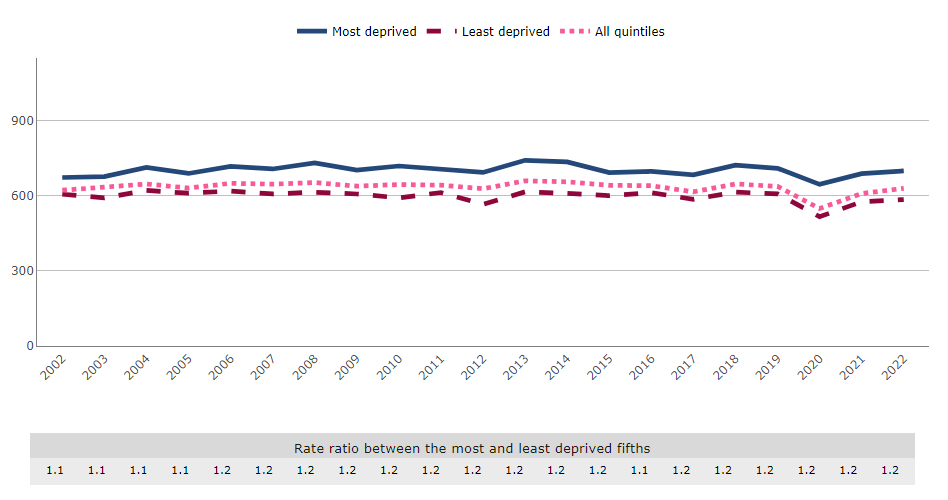 Most deprived Least deprived All quintiles
900
600
300
0
2002 2003 2004 2005 2006 2007 2008 2009 2010 2011 2012 2013 2014 2015 2016 2017 2018 2019 2020 2021 2022
Rate ratio between the most and least deprived fifths
1.1 1.1 1.1 1.1 1.2 1.2 1.2 1.2 1.2 1.2 1.2 1.2 1.2 1.2 1.1 1.2 1.2 1.2 1.2 1.2 1.2